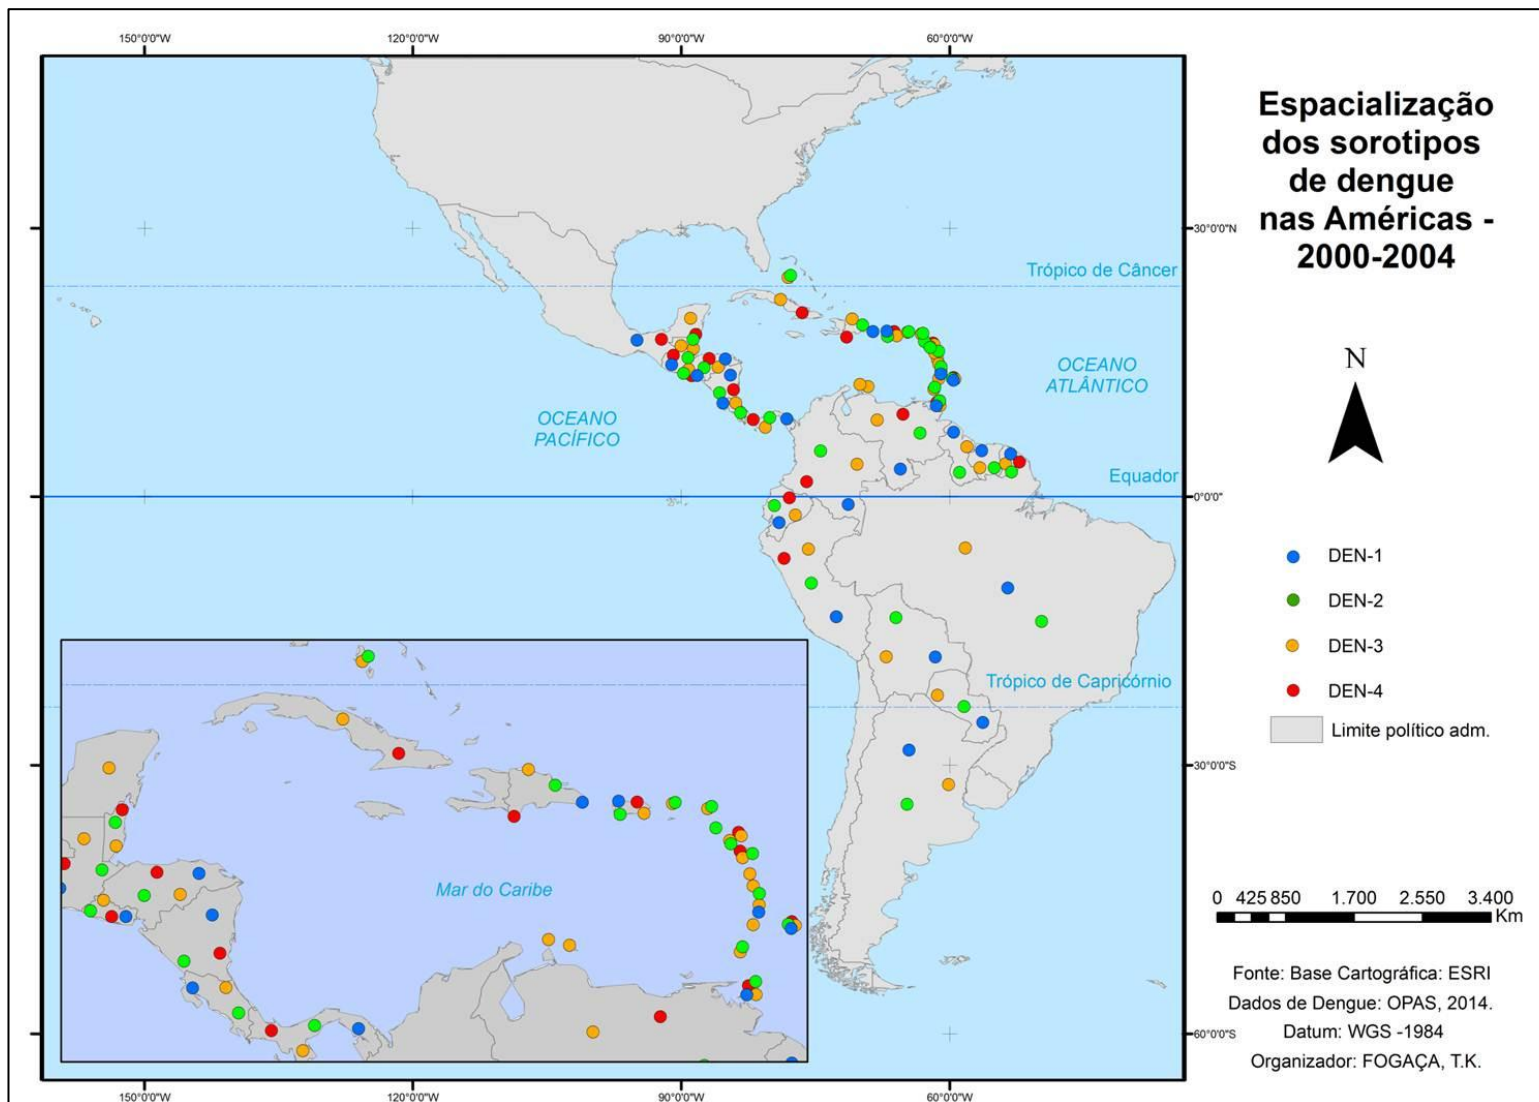 150°0'0"W 120°0'0"W 90°0'0"W 60°0'0"W
Espacialização
dos sorotipos
de dengue
nas Américas -
2000-2004
30°0'0"N
Trópico de Câncer
OCEANO
ATLÂNTICO
OCEANO
PACÍFICO
N
Equador
0°0'0"
DEN-1
DEN-2
DEN-3
DEN-4
Limite político adm.
Trópico de Capricórnio
30°0'0"S
Mar do Caribe
0 425 850 1.700 2.550 3.400
Km
Fonte: Base Cartográfica: ESRI
Dados de Dengue: OPAS, 2014.
Datum: WGS -1984
Organizador: FOGAÇA, T.K.
60°0'0"S
150°0'0"W 120°0'0"W 90°0'0"W 60°0'0"W